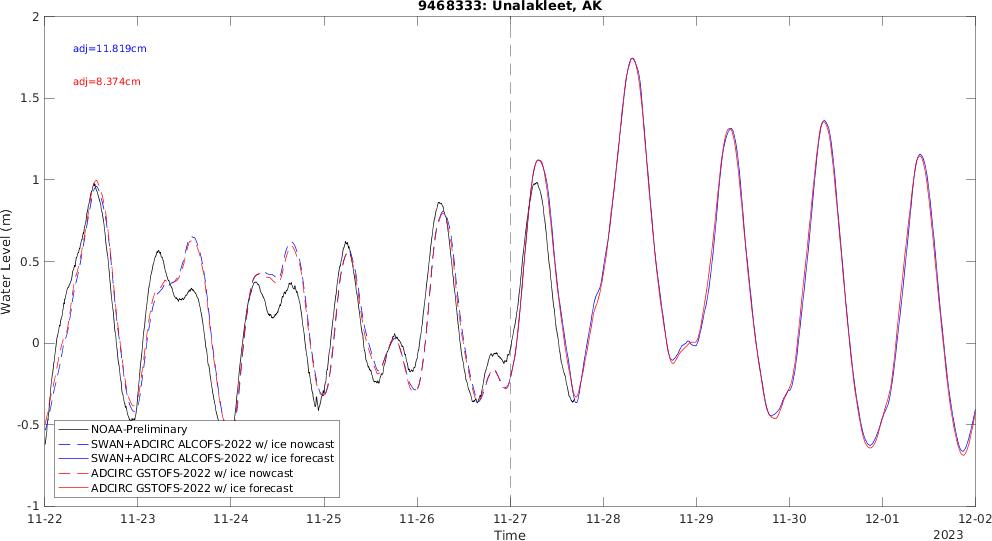 9468333: Unalakleet, AK
2
adj=11.819cm
adj=8.374cm
1.5
1
0.5
0
-0.5
-1
Water Level (m)
NOAA-Preliminary
SWAN+ADCIRC ALCOFS-2022 w/ ice nowcast
SWAN+ADCIRC ALCOFS-2022 w/ ice forecast
ADCIRC GSTOFS-2022 w/ ice nowcast
ADCIRC GSTOFS-2022 w/ ice forecast
11-22 11-23 11-24 11-25 11-26 11-27 11-28 11-29 11-30 12-01 12-02
Time
2023